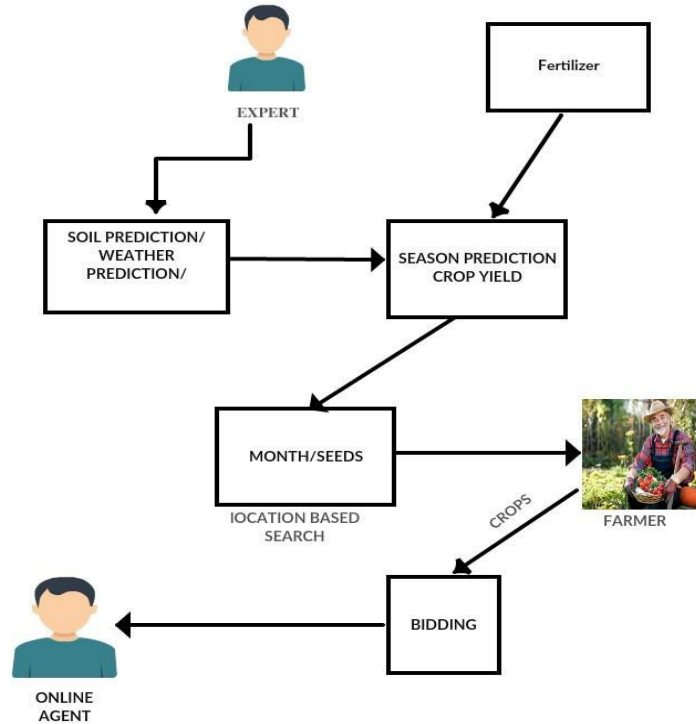 EXPERT
Fertilizer
SOIL PREDICTION/
WEATHER
PREDICTION/
SEASON PREDICTION
CROP YIELD
MONTH/SEEDS
lOCATION BASED
SEARCH
CROPS
FARMER
BIDDING
ONLINE
AGENT